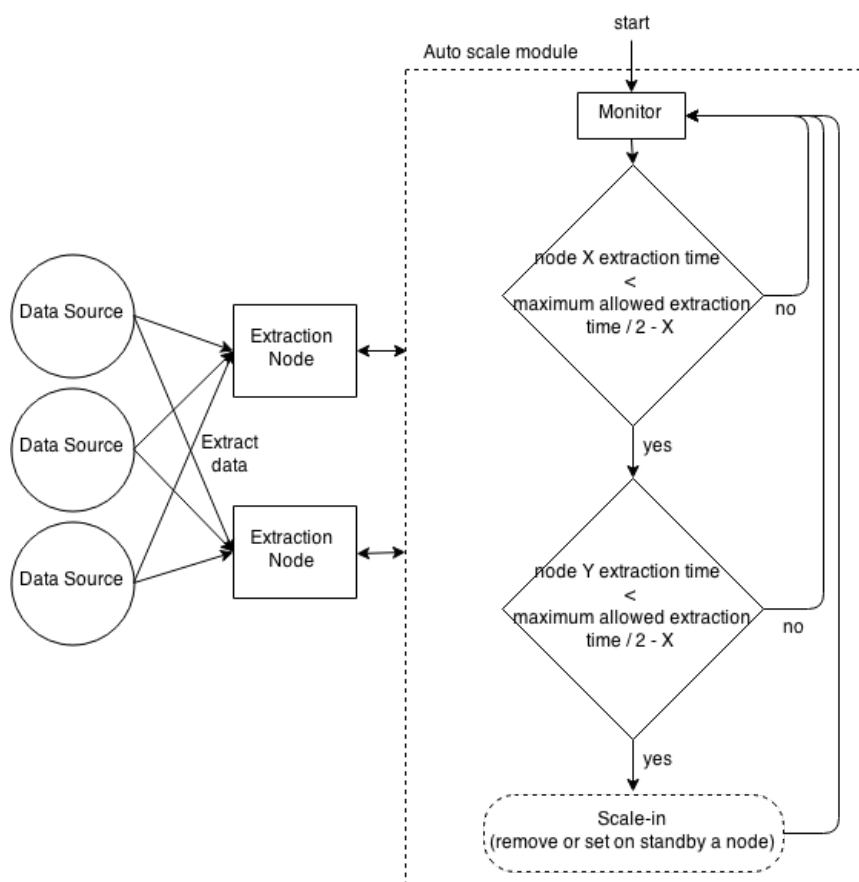 start
Auto scale module
Monitor
node X extraction time
<
maximum allowed extraction
time / 2 - X
no
yes
Data Source
Data Source
Data Source
Extraction
Node
Extract
data
Extraction
Node
node Y extraction time
<
maximum allowed extraction
time / 2 - X
no
yes
Scale-in
(remove or set on standby a node)